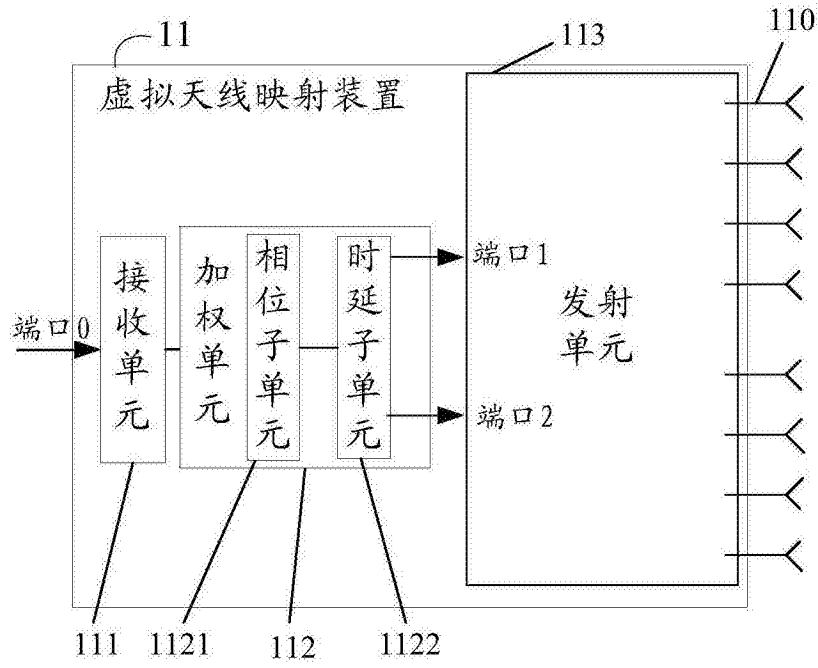 11
113
110
虚拟天线映射装置
端口0
接收单元
加权单元
相位子单元
时延子单元
端口1
端口2
发射
单元
111
1121
112
1122